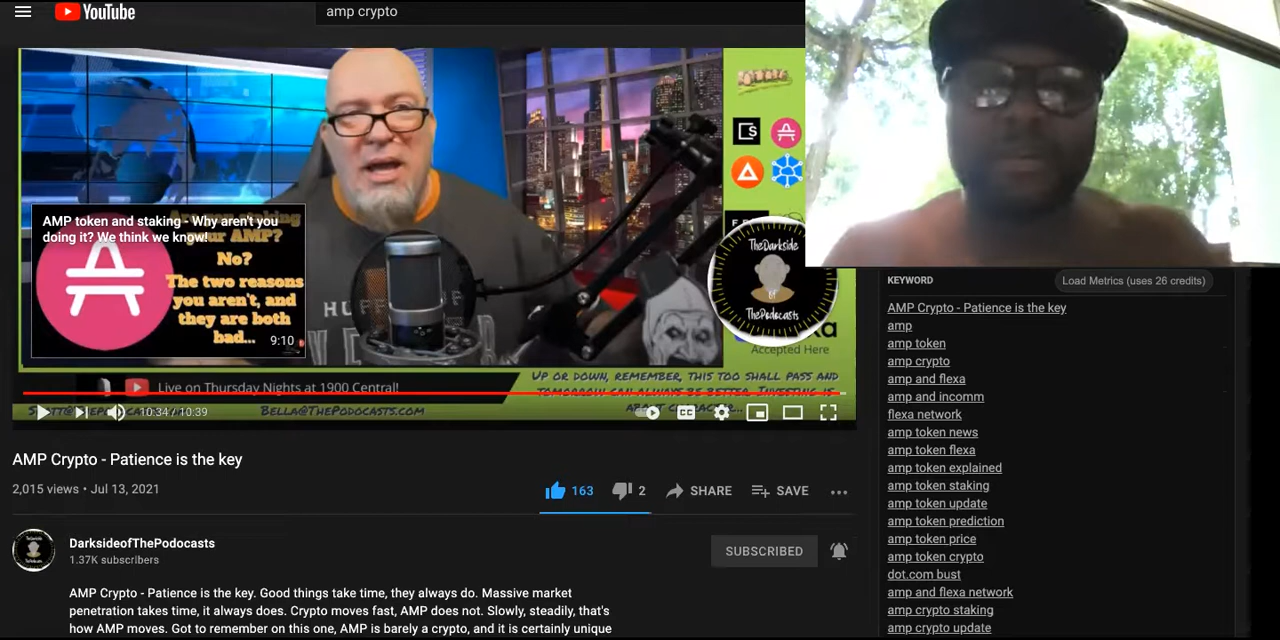 YouTube
amp crypto
AMP token and staking - Why aren't you
doing it? We think we know!
your AMP?
No?
The two reasons
you aren't, and
they are both
bad...
9:10
TheDarkside
of
ThePodocasts
Accepted Here
Live on Thursday Nights at 1900 Central!
Up or down, remember, this too shall pass and
tomorrow can always be better. Investing is
about character...
10:34 / 10:39
Bella@ThePodocasts.com
CC
AMP Crypto - Patience is the key
2,015 views • Jul 13, 2021
163
2
SHARE
SAVE
DarksideofThePodocasts
1.37K subscribers
SUBSCRIBED
AMP Crypto - Patience is the key. Good things take time, they always do. Massive market
penetration takes time, it always does. Crypto moves fast, AMP does not. Slowly, steadily, that's
how AMP moves. Got to remember on this one, AMP is barely a crypto, and it is certainly unique
KEYWORD
Load Metrics (uses 26 credits)
AMP Crypto - Patience is the key
amp
amp token
amp crypto
amp and flexa
amp and incomm
flexa network
amp token news
amp token flexa
amp token explained
amp token staking
amp token update
amp token prediction
amp token price
amp token crypto
dot.com bust
amp and flexa network
amp crypto staking
amp crypto update